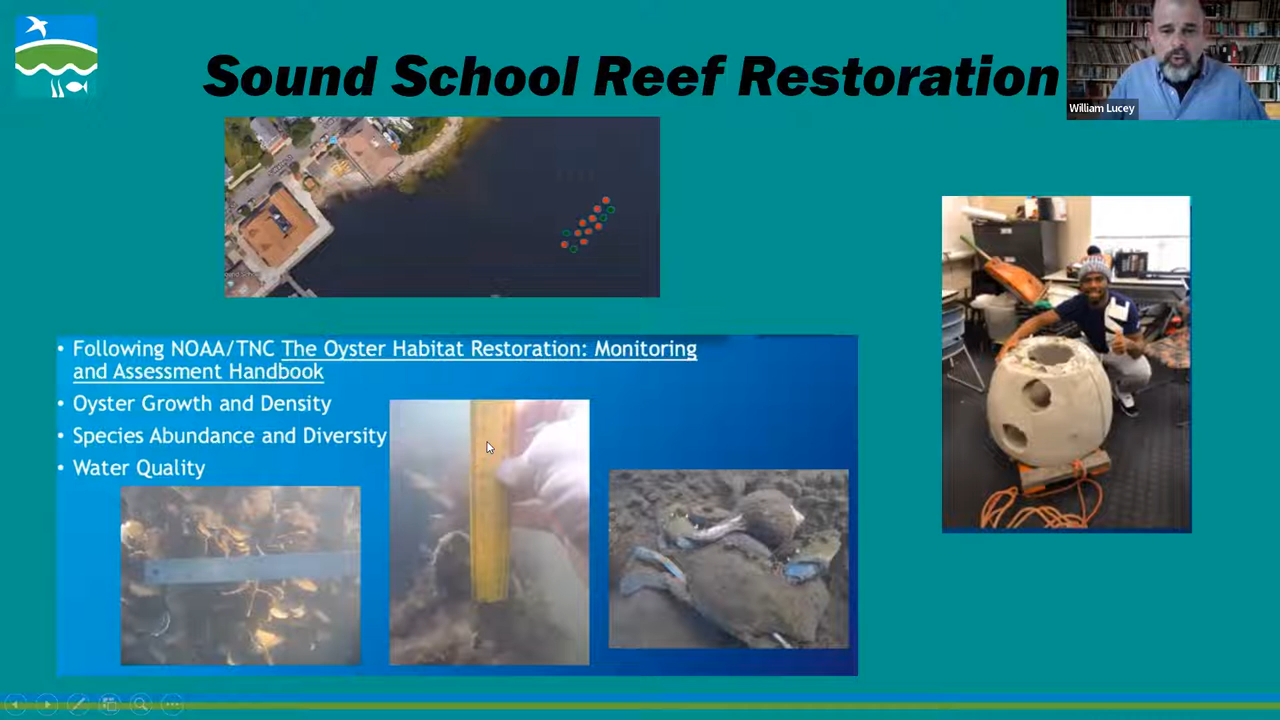 Sound School Reef Restoration
William Lucey
• Following NOAA/TNC The Oyster Habitat Restoration: Monitoring
and Assessment Handbook
• Oyster Growth and Density
• Species Abundance and Diversity
• Water Quality